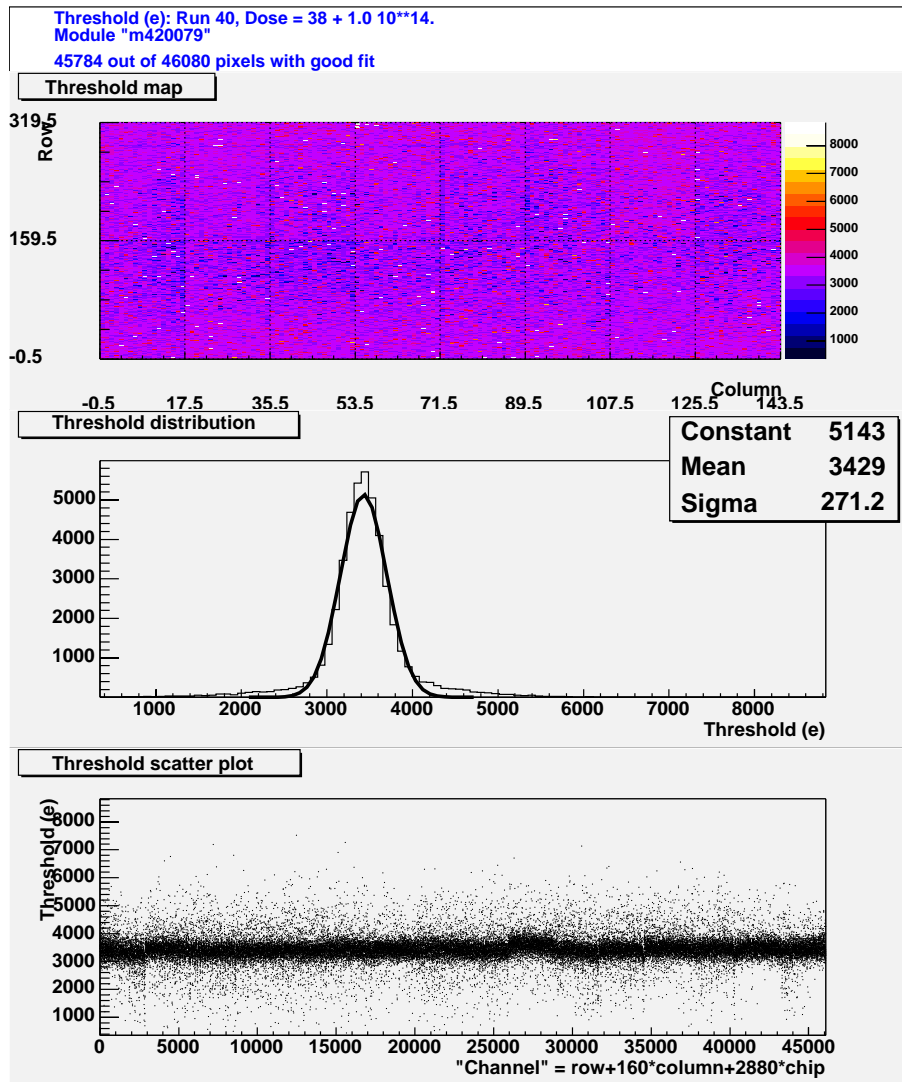 Threshold (e): Run 40, Dose = 38 + 1.0 10**14.
Module "m420079"
45784 out of 46080 pixels with good fit
Threshold map
Row
319.5
159.5
-0.5
8000
7000
6000
5000
4000
3000
2000
1000
Column
-0.5 17.5 35.5 53.5 71.5 89.5 107.5 125.5 143.5
Threshold distribution
Constant 5143
Mean 3429
Sigma 271.2
5000
4000
3000
2000
1000
1000 2000 3000 4000 5000 6000 7000 8000
Threshold (e)
Threshold scatter plot
Threshold (e)
8000
7000
6000
5000
4000
3000
2000
1000
0 5000 10000 15000 20000 25000 30000 35000 40000 45000
"Channel" = row+160*column+2880*chip